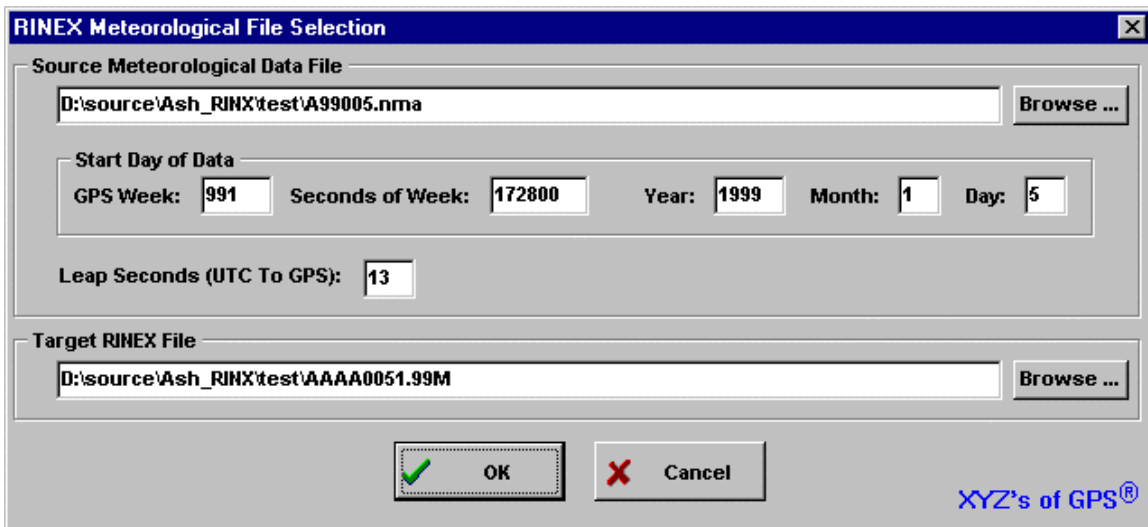 RINEX Meteorological File Selection
Source Meteorological Data File
D:\source\Ash_RINX\test\A99005.nma
Browse ...
Start Day of Data
GPS Week: 991 Seconds of Week: 172800 Year: 1999 Month: 1 Day: 5
Leap Seconds (UTC To GPS): 13
Target RINEX File
D:\source\Ash_RINX\test\AAAA0051.99M
Browse ...
OK
Cancel
XYZ's of GPS®